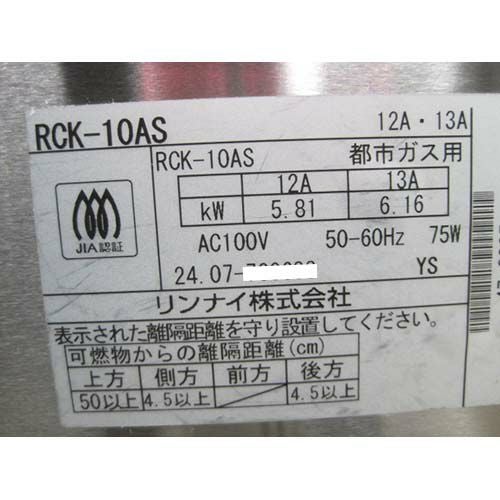 RCK-10AS 12A・13A
RCK-10AS 都市ガス用
12A 13A
kW 5.81 6.16
JIA認証
AC100V 50-60Hz 75W
24.07- YS
リンナイ株式会社
表示された離隔距離を守り設置してください。
可燃物からの離隔距離(cm)
上方 側方 前方 後方
50以上 4.5以上 4.5以上